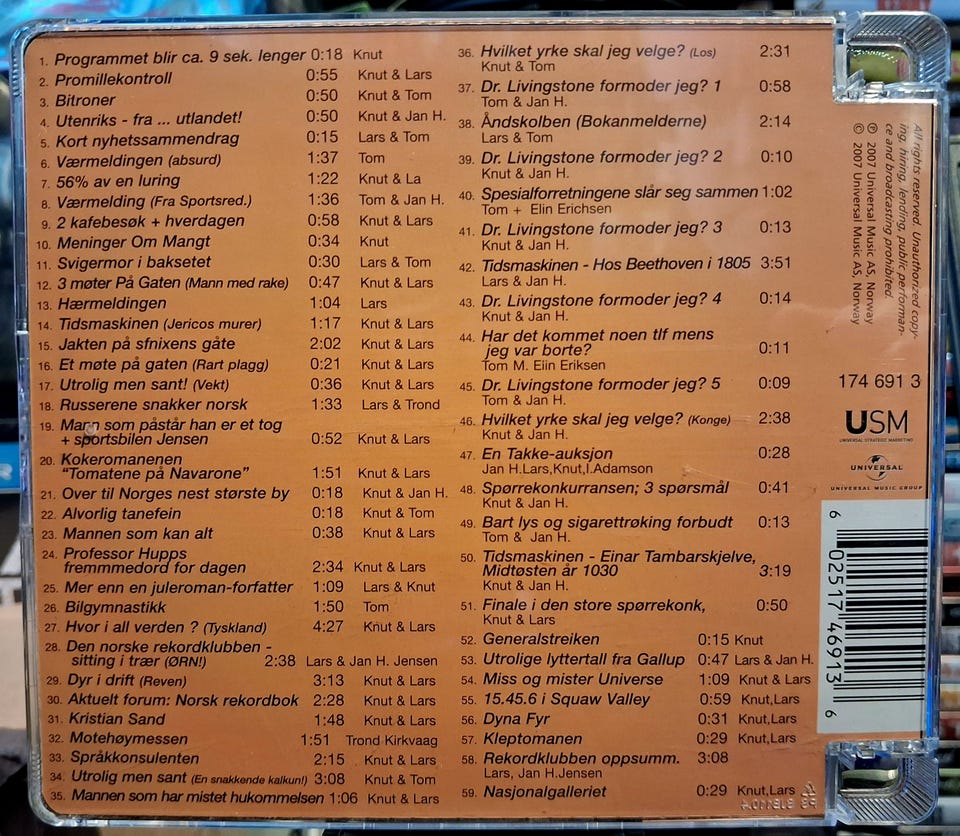 1. Programmet blir ca. 9 sek. lenger 0:18 Knut
2. Promillekontroll 0:55 Knut & Lars
3. Bitroner 0:50 Knut & Tom
4. Utenriks - fra ... utlandet! 0:50 Knut & Jan H.
5. Kort nyhetssammendrag 0:15 Lars & Tom
6. Værmeldingen (absurd) 1:37 Tom
7. 56% av en luring 1:22 Knut & La
8. Værmelding (Fra Sportsred.) 1:36 Tom & Jan H.
9. 2 kafebesøk + hverdagen 0:58 Knut & Lars
10. Meninger Om Mangt 0:34 Knut
11. Svigermor i baksetet 0:30 Lars & Tom
12. 3 møter På Gaten (Mann med rake) 0:47 Knut & Lars
13. Hærmeldingen 1:04 Lars
14. Tidsmaskinen (Jericos murer) 1:17 Knut & Lars
15. Jakten på sfnixens gåte 2:02 Knut & Lars
16. Et møte på gaten (Rart plagg) 0:21 Knut & Lars
17. Utrolig men sant! (Vekt) 0:36 Knut & Lars
18. Russerene snakker norsk 1:33 Lars & Trond
19. Mann som påstår han er et tog
+ sportsbilen Jensen 0:52 Knut & Lars
20. Kokeromanenen
"Tomatene på Navarone" 1:51 Knut & Lars
21. Over til Norges nest største by 0:18 Knut & Jan H.
22. Alvorlig tanefein 0:18 Knut & Tom
23. Mannen som kan alt 0:38 Knut & Lars
24. Professor Hupps
fremmmedord for dagen 2:34 Knut & Lars
25. Mer enn en juleroman-forfatter 1:09 Lars & Knut
26. Bilgymnastikk 1:50 Tom
27. Hvor i all verden ? (Tyskland) 4:27 Knut & Lars
28. Den norske rekordklubben -
sitting i trær (ØRN!) 2:38 Lars & Jan H. Jensen
29. Dyr i drift (Reven) 3:13 Knut & Lars
30. Aktuelt forum: Norsk rekordbok 2:28 Knut & Lars
31. Kristian Sand 1:48 Knut & Lars
32. Motehøymessen 1:51 Trond Kirkvaag
33. Språkkonsulenten 2:15 Knut & Lars
34. Utrolig men sant (En snakkende kalkun!) 3:08 Knut & Tom
35. Mannen som har mistet hukommelsen 1:06 Knut & Lars
36. Hvilket yrke skal jeg velge? (Los) 2:31
Knut & Tom
37. Dr. Livingstone formoder jeg? 1 0:58
Tom & Jan H.
38. Åndskolben (Bokanmelderne) 2:14
Lars & Tom
39. Dr. Livingstone formoder jeg? 2 0:10
Knut & Jan H.
40. Spesialforretningene slår seg sammen 1:02
Tom + Elin Erichsen
41. Dr. Livingstone formoder jeg? 3 0:13
Knut & Jan H.
42. Tidsmaskinen - Hos Beethoven i 1805 3:51
Lars & Jan H.
43. Dr. Livingstone formoder jeg? 4 0:14
Knut & Jan H.
44. Har det kommet noen tlf mens
jeg var borte? 0:11
Tom M. Eiin Eriksen
45. Dr. Livingstone formoder jeg? 5 0:09
Tom & Jan H.
46. Hvilket yrke skal jeg velge? (Konge) 2:38
Knut & Jan H.
47. En Takke-auksjon 0:28
Jan H.Lars,Knut,I.Adamson
48. Spørrekonkurransen; 3 spørsmål 0:41
Knut & Jan H.
49. Bart lys og sigarettrøking forbudt 0:13
Tom & Jan H.
50. Tidsmaskinen - Einar Tambarskjelve,
Midtøsten år 1030 3:19
Knut & Jan H.
51. Finale i den store spørrekonk, 0:50
Knut & Lars
52. Generalstreiken 0:15 Knut
53. Utrolige lyttertall fra Gallup 0:47 Lars & Jan H.
54. Miss og mister Universe 1:09 Knut & Lars
55. 15.45.6 i Squaw Valley 0:59 Knut,Lars
56. Dyna Fyr 0:31 Knut,Lars
57. Kleptomanen 0:29 Knut,Lars
58. Rekordklubben oppsumm. 3:08
Lars, Jan H.Jensen
59. Nasjonalgalleriet 0:29 Knut,Lars
All rights reserved. Unauthorized copy-
ing, hiring, lending, public performan-
ce and broadcasting prohibited.
℗ 2007 Universal Music AS, Norway
© 2007 Universal Music AS, Norway
174 691 3
USM
UNIVERSAL STRATEGIC MARKETING
UNIVERSAL
UNIVERSAL MUSIC GROUP
6 02517 46913 6